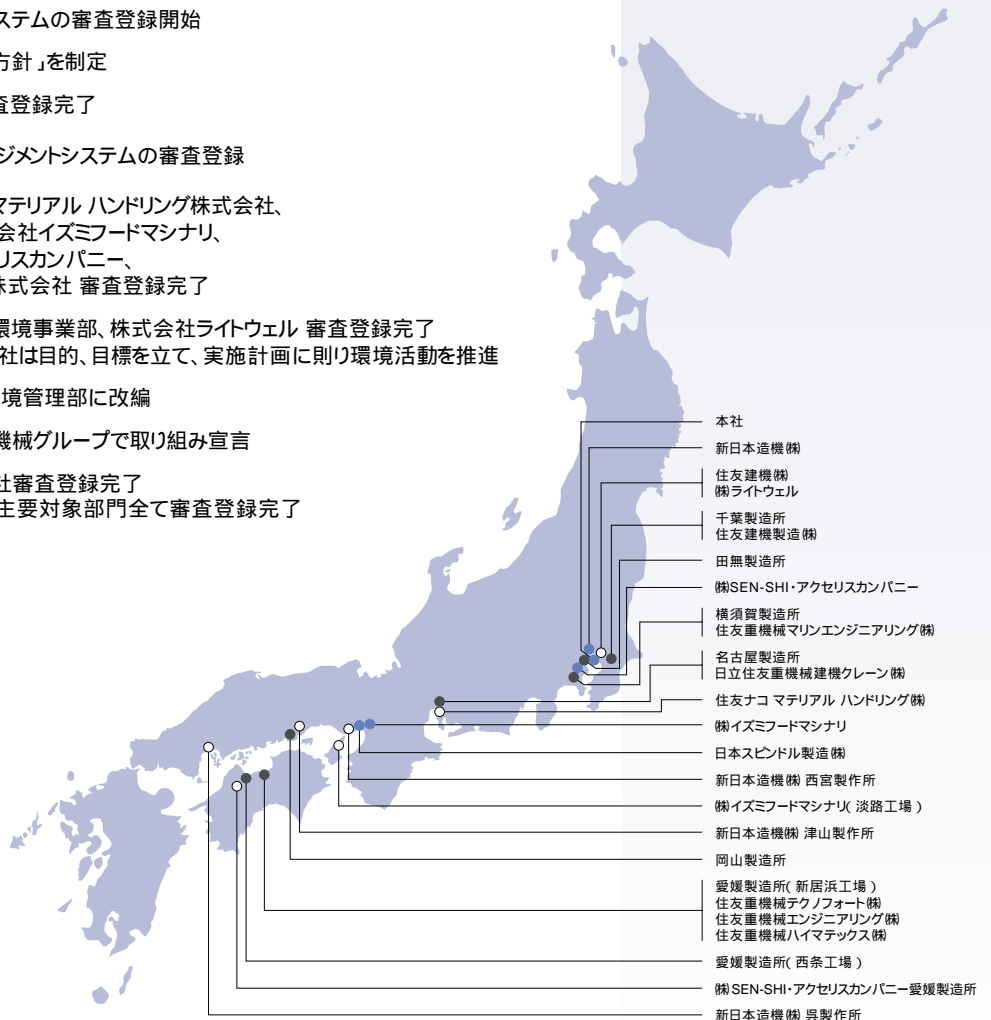 ステムの審査登録開始
方針」を制定
査登録完了
ジメントシステムの審査登録
マテリアル ハンドリング株式会社、
会社イズミフードマシナリ、
リスカンパニー、
株式会社 審査登録完了
環境事業部、株式会社ライトウェル 審査登録完了
社は目的、目標を立て、実施計画に則り環境活動を推進
境管理部に改編
機械グループで取り組み宣言
社審査登録完了
主要対象部門全て審査登録完了
本社
新日本造機㈱
住友建機㈱
㈱ライトウェル
千葉製造所
住友建機製造㈱
田無製造所
㈱SEN-SHI・アクセリスカンパニー
横須賀製造所
住友重機械マリンエンジニアリング㈱
名古屋製造所
日立住友重機械建機クレーン㈱
住友ナコ マテリアル ハンドリング㈱
㈱イズミフードマシナリ
日本スピンドル製造㈱
新日本造機㈱ 西宮製作所
㈱イズミフードマシナリ(淡路工場)
新日本造機㈱ 津山製作所
岡山製造所
愛媛製造所(新居浜工場)
住友重機械テクノフォート㈱
住友重機械エンジニアリング㈱
住友重機械ハイマテックス㈱
愛媛製造所(西条工場)
㈱SEN-SHI・アクセリスカンパニー愛媛製造所
新日本造機㈱ 呉製作所